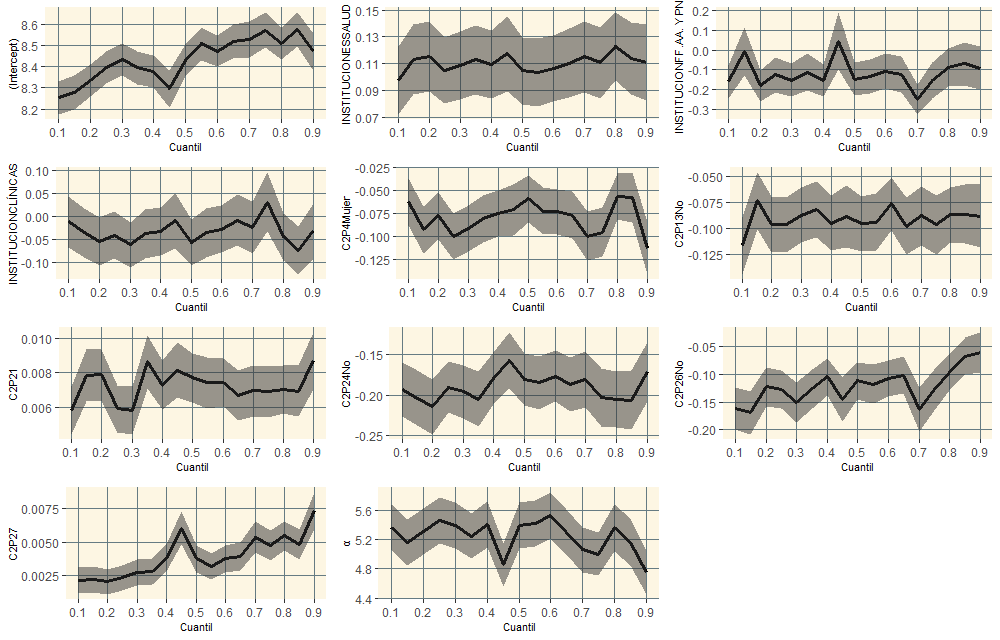 (Intercept)
8.6
8.5
8.4
8.3
8.2
0.1 0.2 0.3 0.4 0.5 0.6 0.7 0.8 0.9
Cuantil
INSTITUCIONESSALUD
0.15
0.13
0.11
0.09
0.07
0.1 0.2 0.3 0.4 0.5 0.6 0.7 0.8 0.9
Cuantil
INSTITUCIONFF.AA. Y PN
0.2
0.1
0.0
-0.1
-0.2
-0.3
0.1 0.2 0.3 0.4 0.5 0.6 0.7 0.8 0.9
Cuantil
INSTITUCIONCLÍNICAS
0.10
0.05
0.00
-0.05
-0.10
0.1 0.2 0.3 0.4 0.5 0.6 0.7 0.8 0.9
Cuantil
C2P4Mujer
-0.025
-0.050
-0.075
-0.100
-0.125
0.1 0.2 0.3 0.4 0.5 0.6 0.7 0.8 0.9
Cuantil
C2P13No
-0.050
-0.075
-0.100
-0.125
0.1 0.2 0.3 0.4 0.5 0.6 0.7 0.8 0.9
Cuantil
C2P21
0.010
0.008
0.006
0.1 0.2 0.3 0.4 0.5 0.6 0.7 0.8 0.9
Cuantil
C2P24No
-0.15
-0.20
-0.25
0.1 0.2 0.3 0.4 0.5 0.6 0.7 0.8 0.9
Cuantil
C2P26No
-0.05
-0.10
-0.15
-0.20
0.1 0.2 0.3 0.4 0.5 0.6 0.7 0.8 0.9
Cuantil
C2P27
0.0075
0.0050
0.0025
0.1 0.2 0.3 0.4 0.5 0.6 0.7 0.8 0.9
Cuantil
α
5.6
5.2
4.8
4.4
0.1 0.2 0.3 0.4 0.5 0.6 0.7 0.8 0.9
Cuantil